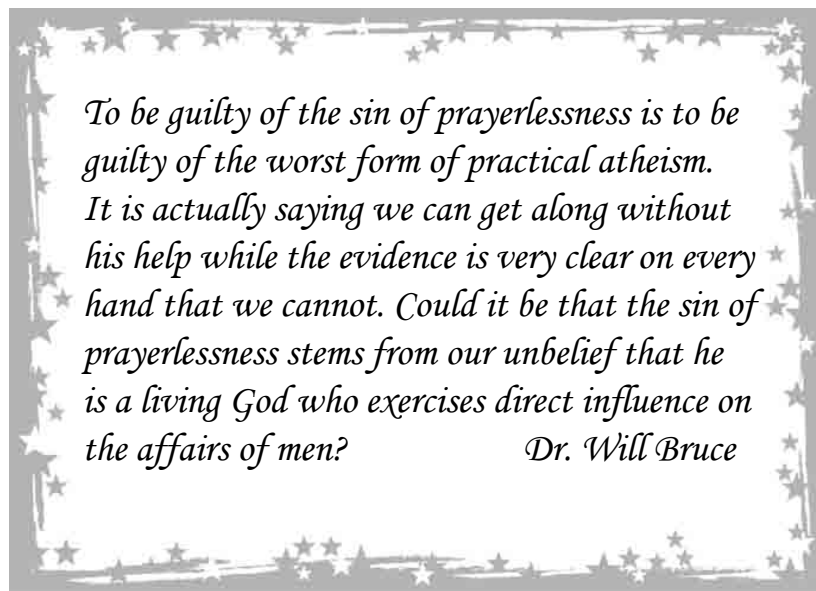 To be guilty of the sin of prayerlessness is to be
guilty of the worst form of practical atheism.
It is actually saying we can get along without
his help while the evidence is very clear on every
hand that we cannot. Could it be that the sin of
prayerlessness stems from our unbelief that he
is a living God who exercises direct influence on
the affairs of men? Dr. Will Bruce